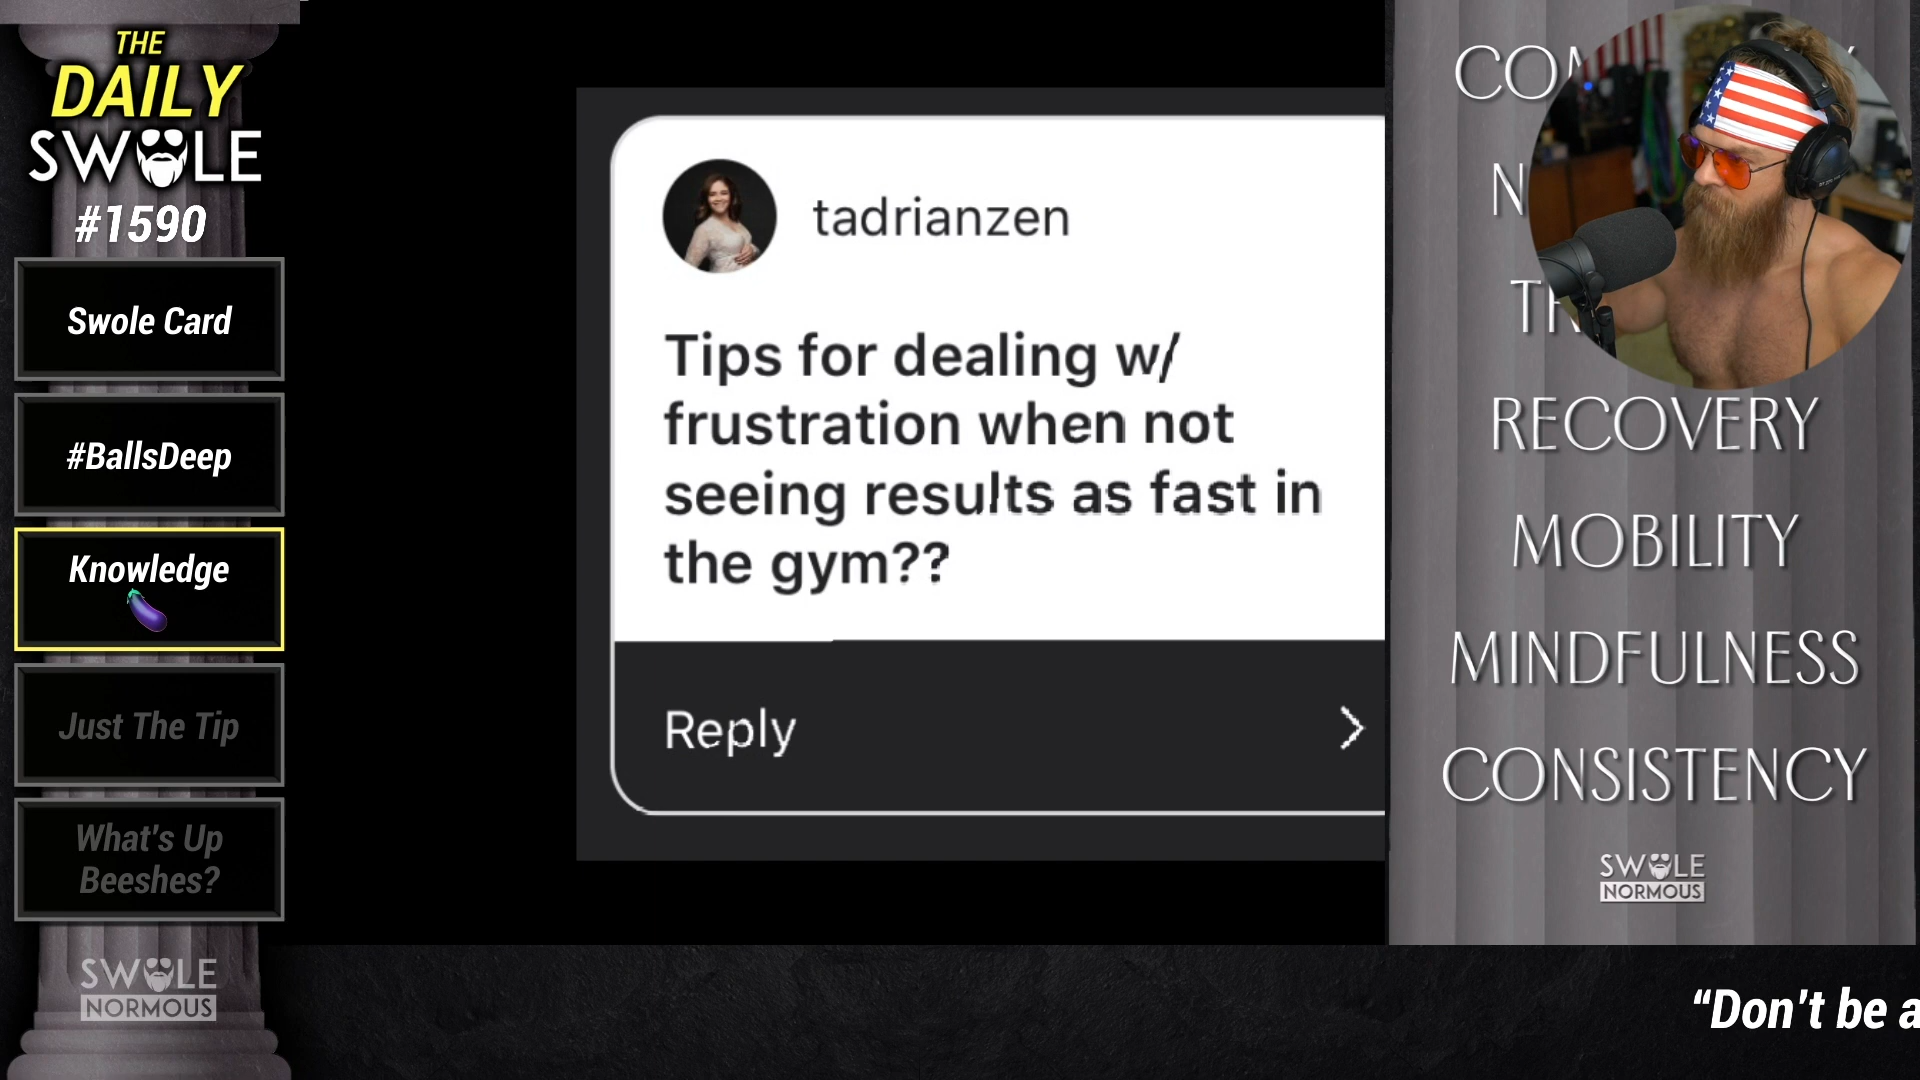 THE
DAILY
SWOLE
#1590
Swole Card
#BallsDeep
Knowledge
🍆
Just The Tip
What's Up
Beeshes?
SWOLE
NORMOUS
tadrianzen
Tips for dealing w/
frustration when not
seeing results as fast in
the gym??
Reply
RECOVERY
MOBILITY
MINDFULNESS
CONSISTENCY
SWOLE
NORMOUS
“Don't be a